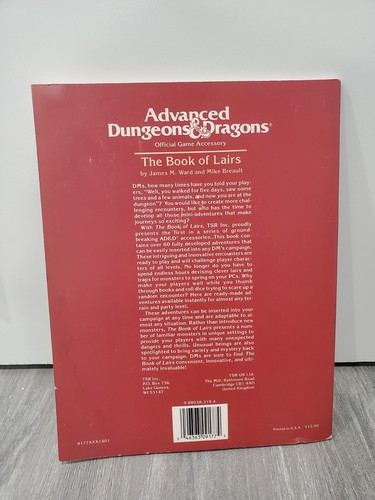 Advanced
Dungeons & Dragons®
Official Game Accessory
The Book of Lairs
by James M. Ward and Mike Breault
DMs, how many times have you told your play-
ers, "Well, you walked for five days, saw some
trees and a few animals, and now you are at the
dungeon"? You would like to create more chal-
lenging encounters, but who has the time to
develop all those mini-adventures that make
journeys so exciting?
With The Book of Lairs, TSR Inc. proudly
presents the first in a series of ground-
breaking AD&D® accessories. This book con-
tains over 60 fully developed adventures that
can be easily inserted into any DM's campaign.
These intriguing and innovative encounters are
ready to play and will challenge player charac-
ters of all levels. No longer do you have to
spend endless hours devising clever lairs and
traps for monsters to spring on your PCs. Why
make your players wait while you thumb
through books and roll dice trying to scare up a
random encounter? Here are ready-made ad-
ventures available instantly for almost any ter-
rain and party level.
These adventures can be inserted into your
campaign at any time and are adaptable to al-
most any situation. Rather than introduce new
monsters, The Book of Lairs presents a num-
ber of familiar monsters in unique settings to
provide your players with many unexpected
dangers and thrills. Unusual beings are also
spotlighted to bring variety and mystery back
to your campaign. DMs are sure to find The
Book of Lairs convenient, innovative, and ulti-
mately invaluable!
TSR Inc.
P.O. Box 756
Lake Geneva,
WI 53147
TSR UK Ltd.
The Mill, Rathmore Road
Cambridge CB1 4AD
United Kingdom
0-88038-319-4
0 46363 09177 6
9177XXX1401
Printed in U.S.A.